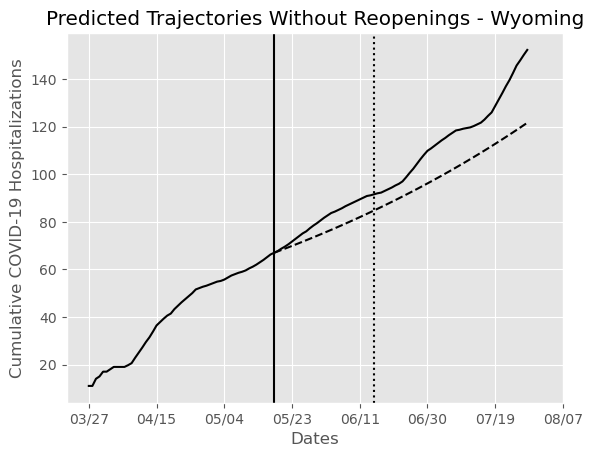 Predicted Trajectories Without Reopenings - Wyoming
Cumulative COVID-19 Hospitalizations
140
120
100
80
60
40
20
03/27 04/15 05/04 05/23 06/11 06/30 07/19 08/07
Dates